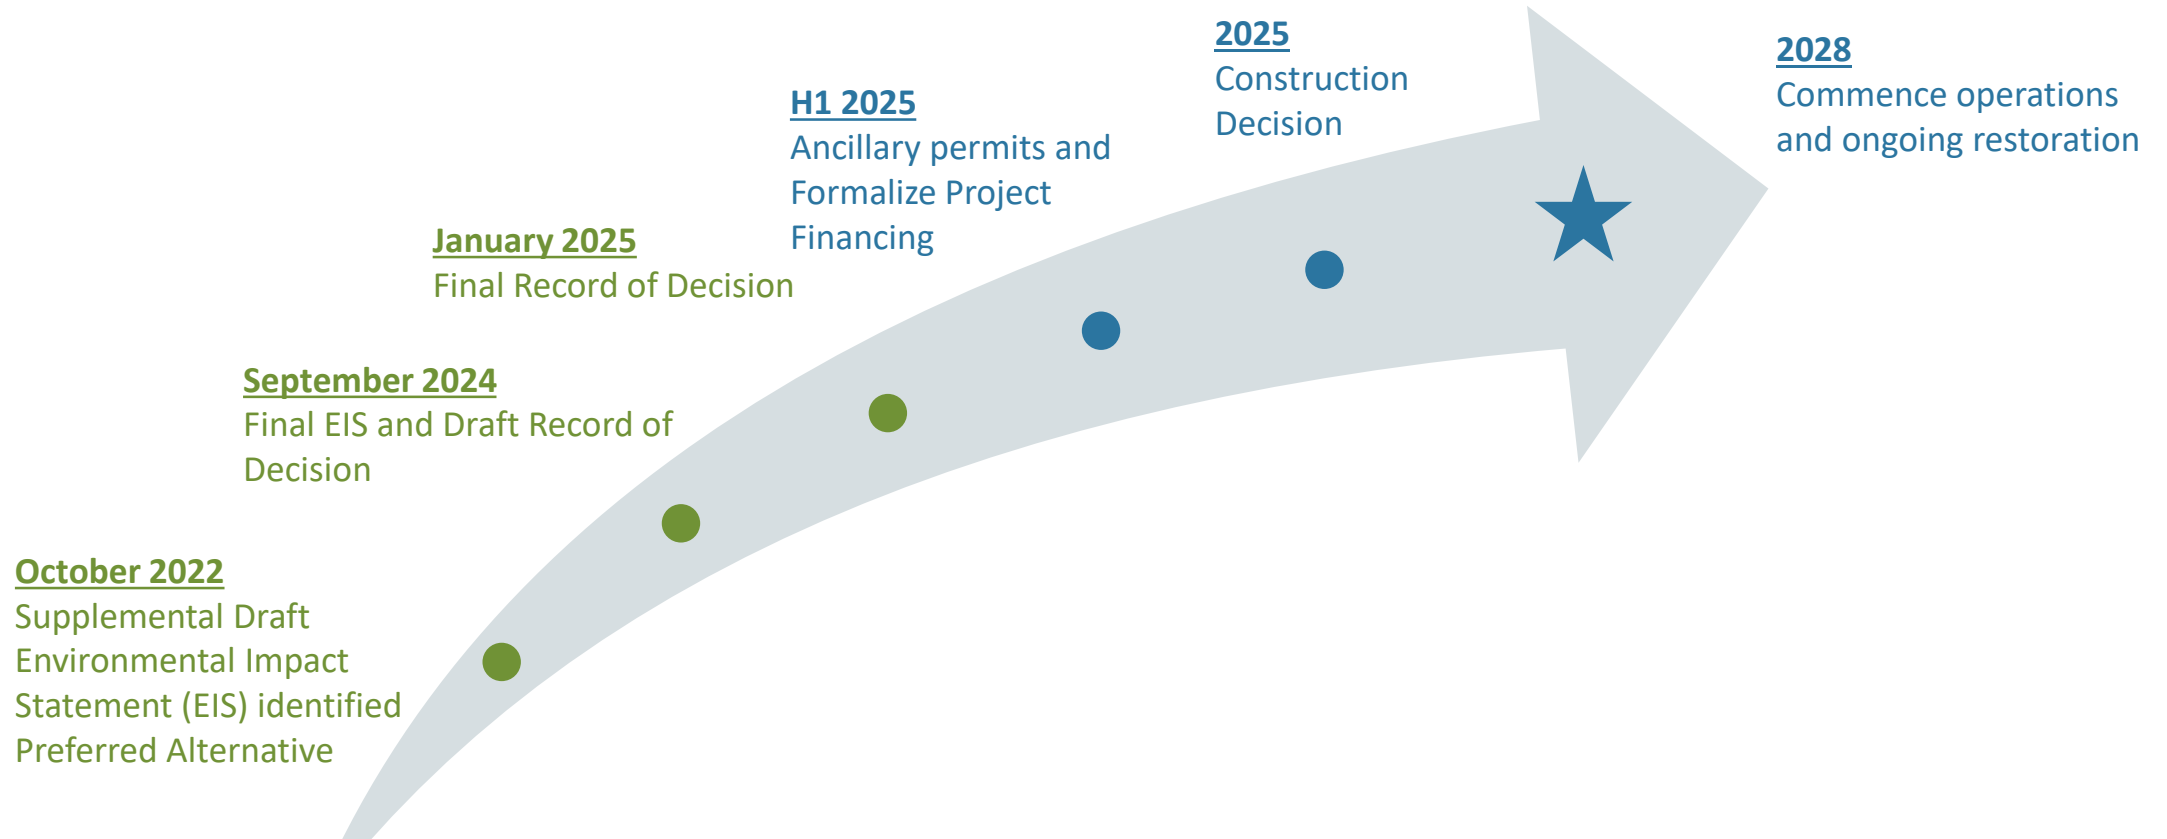 October 2022
Supplemental Draft
Environmental Impact
Statement (EIS) identified
Preferred Alternative
September 2024
Final EIS and Draft Record of
Decision
January 2025
Final Record of Decision
H1 2025
Ancillary permits and
Formalize Project
Financing
2025
Construction
Decision
2028
Commence operations
and ongoing restoration